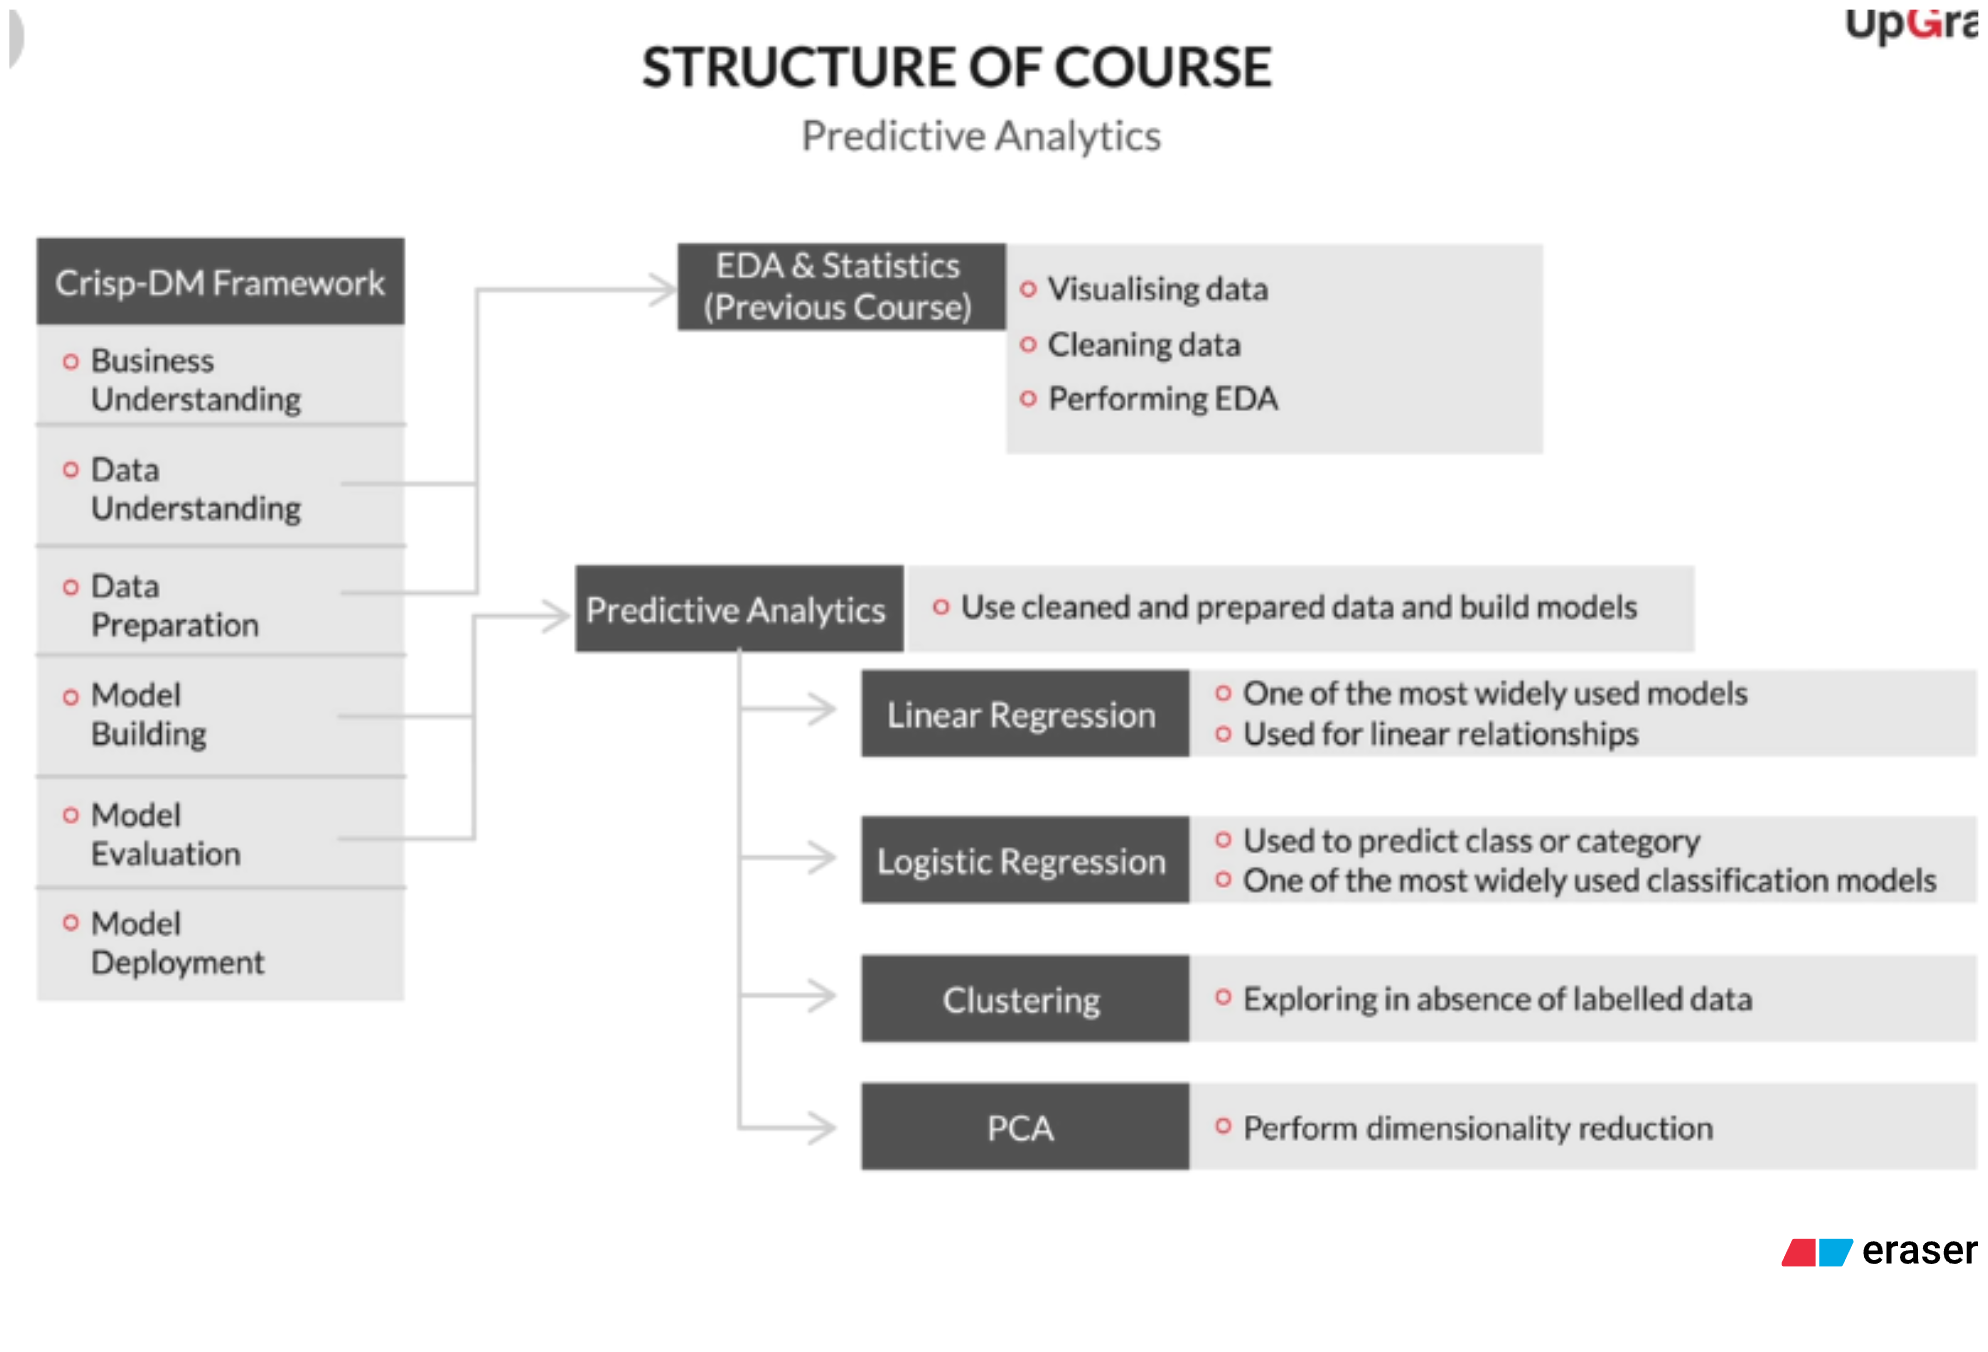 UpGra
STRUCTURE OF COURSE
Predictive Analytics
Crisp-DM Framework
Business
Understanding
Data
Understanding
Data
Preparation
Model
Building
Model
Evaluation
Model
Deployment
EDA & Statistics
(Previous Course)
Visualising data
Cleaning data
Performing EDA
Predictive Analytics
Use cleaned and prepared data and build models
Linear Regression
One of the most widely used models
Used for linear relationships
Logistic Regression
Used to predict class or category
One of the most widely used classification models
Clustering
Exploring in absence of labelled data
PCA
Perform dimensionality reduction
eraser